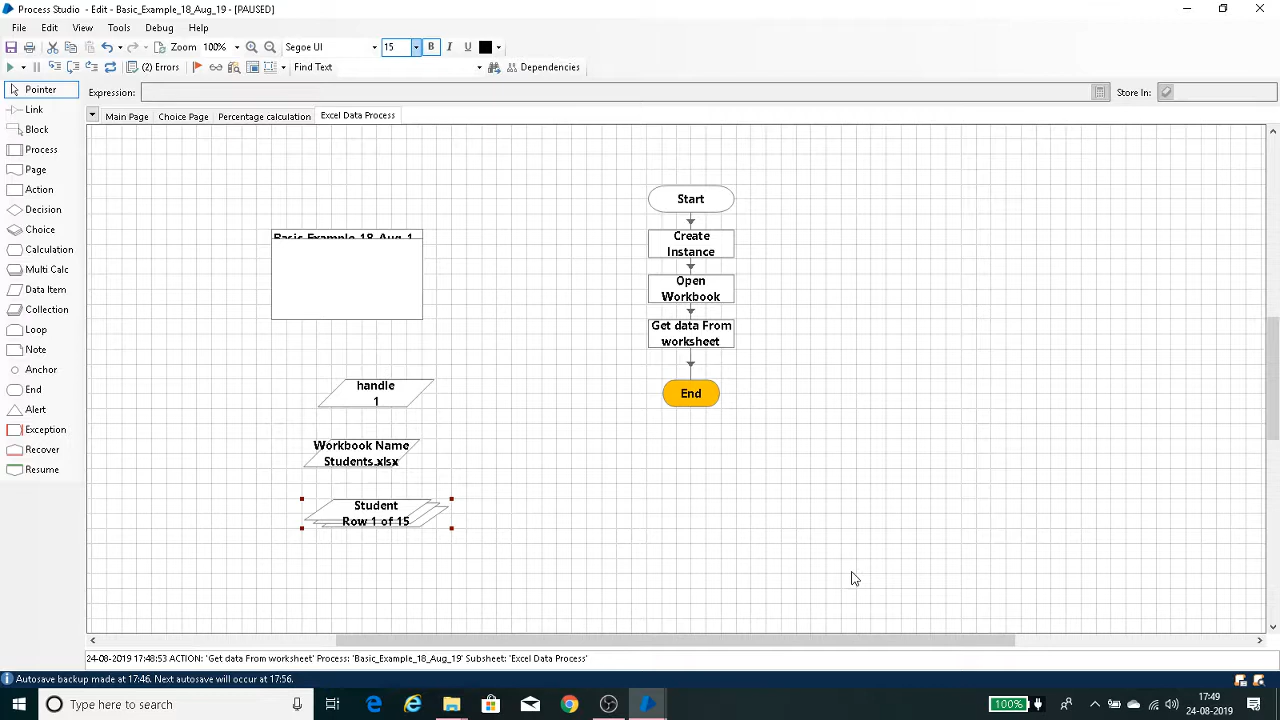 Process Studio - Edit - Basic_Example_18_Aug_19 - [PAUSED]
File Edit View Tools Debug Help
Zoom 100% Segoe UI 15 B I U
(2) Errors Find Text Dependencies
Pointer
Expression: Store In:
Link
Main Page Choice Page Percentage calculation Excel Data Process
Block
Process
Page
Action
Decision
Choice
Calculation
Multi Calc
Data Item
Collection
Loop
Note
Anchor
End
Alert
Exception
Recover
Resume
Start
Create
Instance
Open
Workbook
Get data From
worksheet
End
Basic_Example_18_Aug_1
handle
1
Workbook Name
Students.xlsx
Student
Row 1 of 15
24-08-2019 17:48:53 ACTION: 'Get data From worksheet' Process: 'Basic_Example_18_Aug_19' Subsheet: 'Excel Data Process'
Autosave backup made at 17:46. Next autosave will occur at 17:56.
Type here to search
100%
17:49
24-08-2019